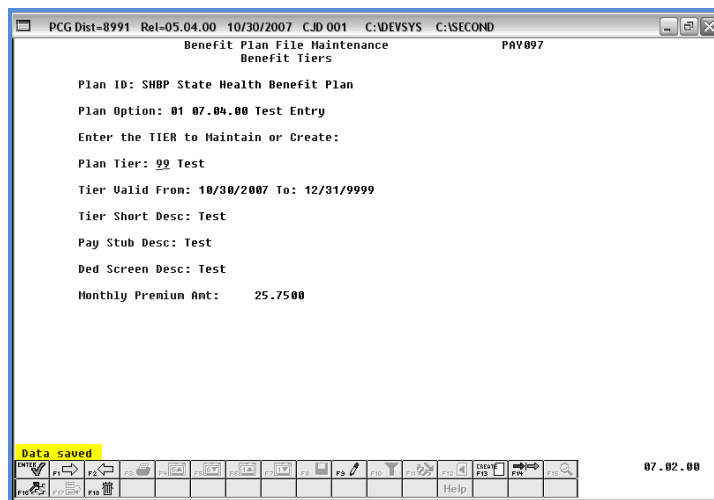 PCG Dist=8991 Rel=05.04.00 10/30/2007 CJD 001 C:\DEVSYS C:\SECOND
Benefit Plan File Maintenance PAY097
Benefit Tiers
Plan ID: SHBP State Health Benefit Plan
Plan Option: 01 07.04.00 Test Entry
Enter the TIER to Maintain or Create:
Plan Tier: 99 Test
Tier Valid From: 10/30/2007 To: 12/31/9999
Tier Short Desc: Test
Pay Stub Desc: Test
Ded Screen Desc: Test
Monthly Premium Amt: 25.7500
Data saved
ENTER F1 F2 F3 F4 F5 F6 F7 F8 F9 F10 F11 F12 CREATE F13 F14 F15 07.02.00
F16 F17 F18 Help